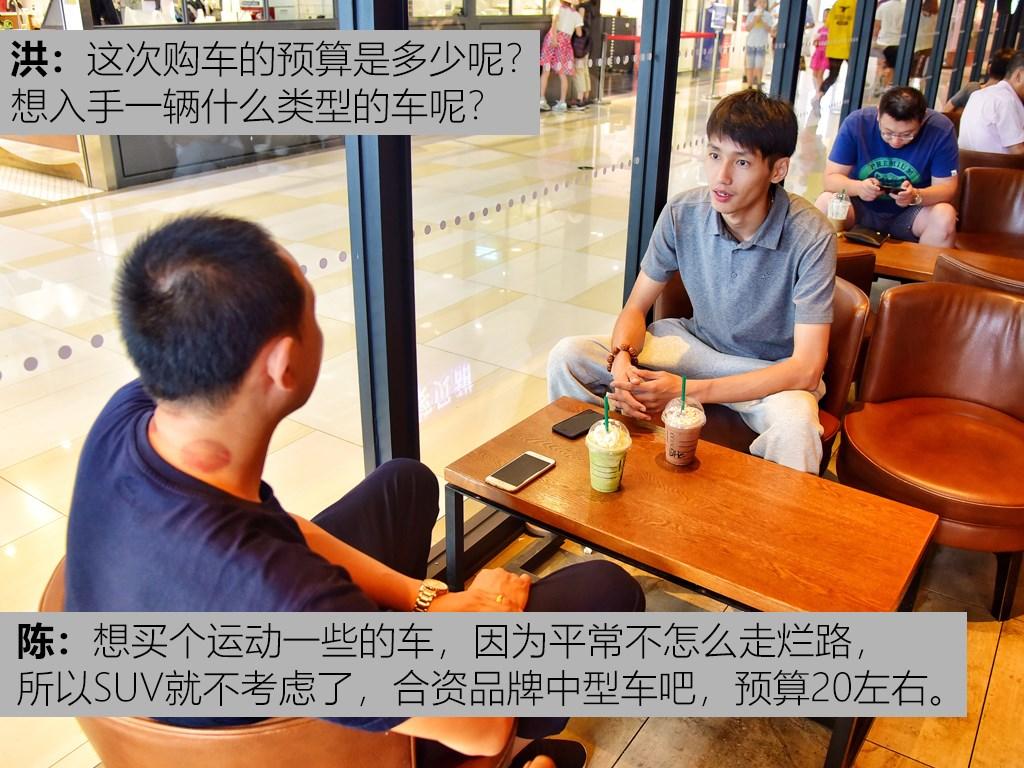 洪：这次购车的预算是多少呢？
想入手一辆什么类型的车呢？
PREMIUM
陈：想买个运动一些的车，因为平常不怎么走烂路，
所以SUV就不考虑了，合资品牌中型车吧，预算20左右。